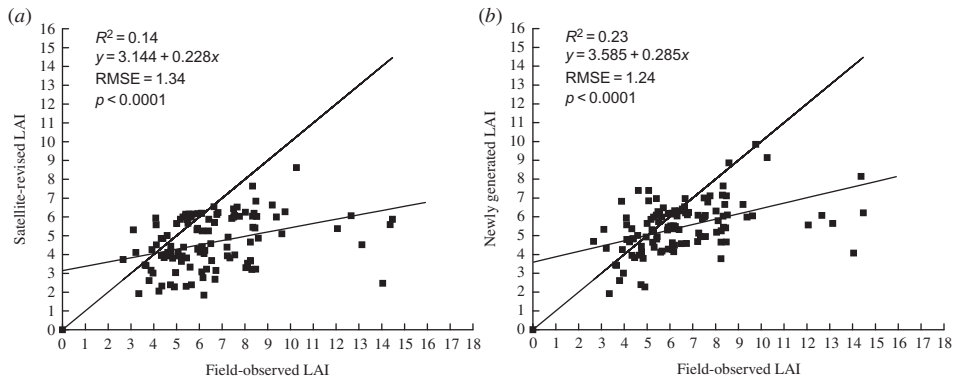 (a)
R² = 0.14
y = 3.144 + 0.228x
RMSE = 1.34
p < 0.0001
Satellite-revised LAI
16
15
14
13
12
11
10
9
8
7
6
5
4
3
2
1
0
0 1 2 3 4 5 6 7 8 9 10 11 12 13 14 15 16 17 18
Field-observed LAI
(b)
R² = 0.23
y = 3.585 + 0.285x
RMSE = 1.24
p < 0.0001
Newly generated LAI
16
15
14
13
12
11
10
9
8
7
6
5
4
3
2
1
0
0 1 2 3 4 5 6 7 8 9 10 11 12 13 14 15 16 17 18
Field-observed LAI